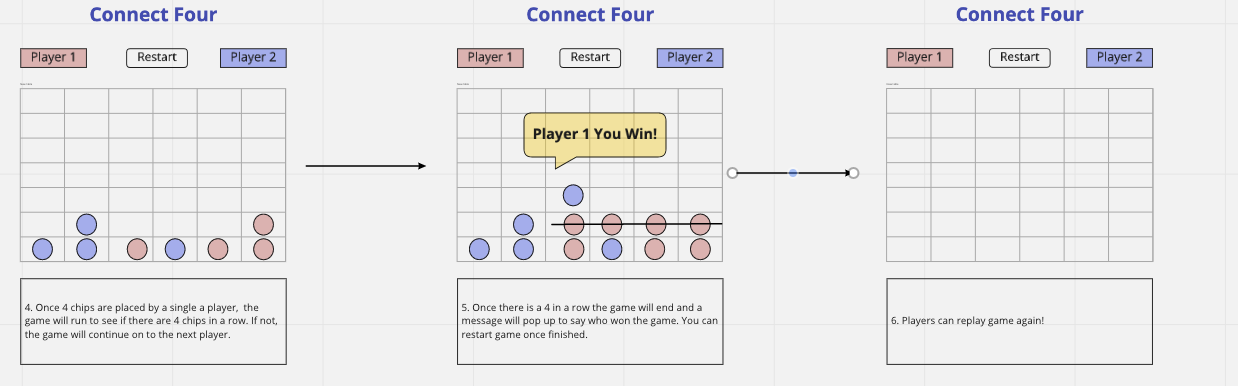 Connect Four
Player 1
Restart
Player 2
4. Once 4 chips are placed by a single a player, the
game will run to see if there are 4 chips in a row. If not,
the game will continue on to the next player.
Connect Four
Player 1
Restart
Player 2
Player 1 You Win!
5. Once there is a 4 in a row the game will end and a
message will pop up to say who won the game. You can
restart game once finished.
Connect Four
Player 1
Restart
Player 2
6. Players can replay game again!